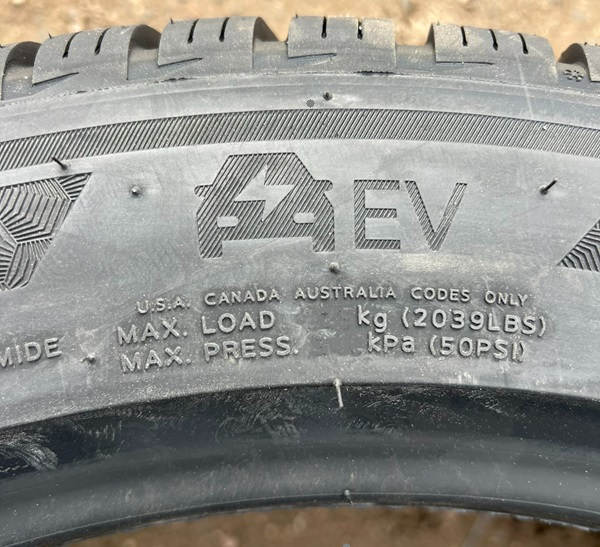 EV
U.S.A. CANADA AUSTRALIA CODES ONLY
MIDE MAX. LOAD kg (2039LBS)
MAX. PRESS. kPa (50PSI)